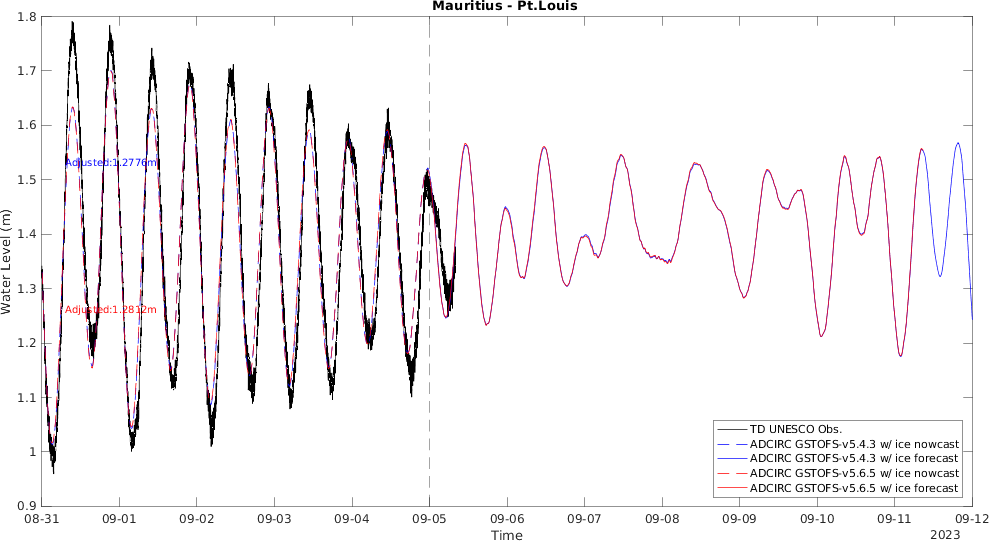 Mauritius - Pt.Louis
1.8
1.7
1.6
1.5
1.4
1.3
1.2
1.1
1
0.9
Water Level (m)
Adjusted:1.2776m
Adjusted:1.2812m
TD UNESCO Obs.
ADCIRC GSTOFS-v5.4.3 w/ ice nowcast
ADCIRC GSTOFS-v5.4.3 w/ ice forecast
ADCIRC GSTOFS-v5.6.5 w/ ice nowcast
ADCIRC GSTOFS-v5.6.5 w/ ice forecast
08-31 09-01 09-02 09-03 09-04 09-05 09-06 09-07 09-08 09-09 09-10 09-11 09-12
Time
2023